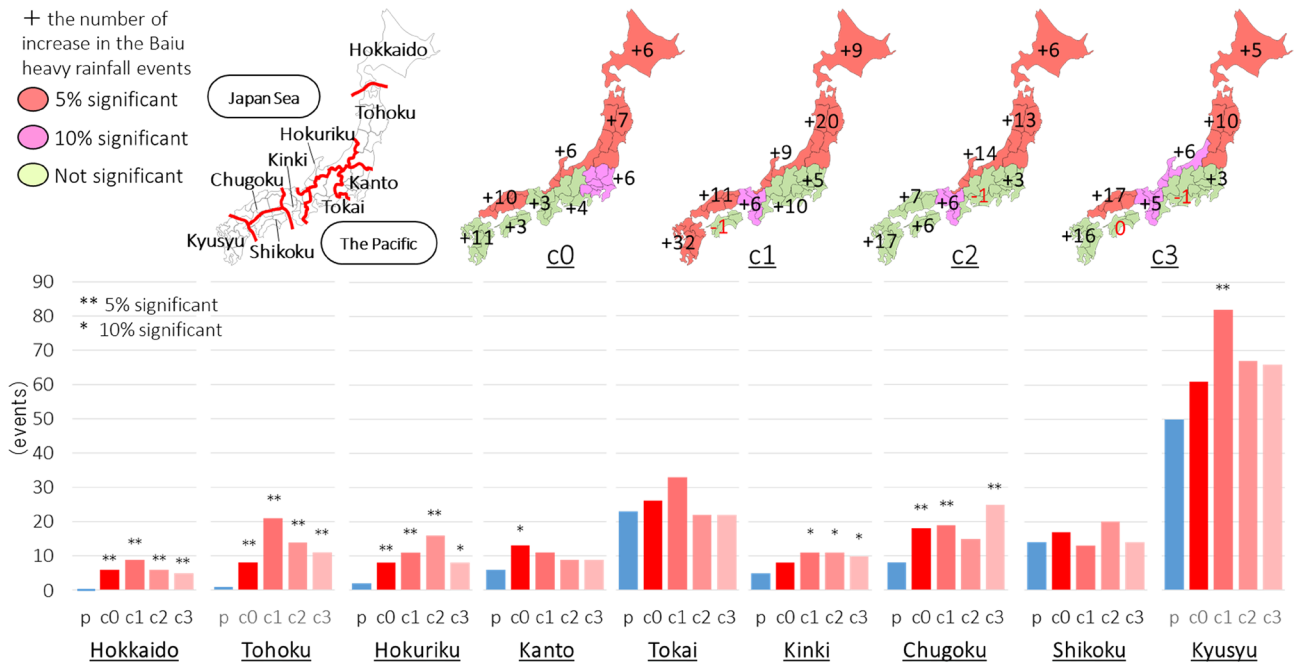 + the number of
increase in the Baiu
heavy rainfall events
5% significant
10% significant
Not significant
Japan Sea
Hokkaido
Tohoku
Hokuriku
Kinki
Chugoku
Kanto
Tokai
Kyusyu
Shikoku
The Pacific
+6
+7
+6
+6
+10
+3
+4
+3
+11
c0
+9
+20
+9
+5
+11
+6
+10
-1
+32
c1
+6
+13
+14
+3
-1
+7
+6
+6
+17
c2
+5
+10
+6
+3
-1
+17
+5
0
+16
c3
** 5% significant
* 10% significant
(events)
90
80
70
60
50
40
30
20
10
0
** ** ** **
** ** ** **
** ** ** *
*
* * *
** ** **
**
p c0 c1 c2 c3 p c0 c1 c2 c3 p c0 c1 c2 c3 p c0 c1 c2 c3 p c0 c1 c2 c3 p c0 c1 c2 c3 p c0 c1 c2 c3 p c0 c1 c2 c3 p c0 c1 c2 c3
Hokkaido Tohoku Hokuriku Kanto Tokai Kinki Chugoku Shikoku Kyusyu